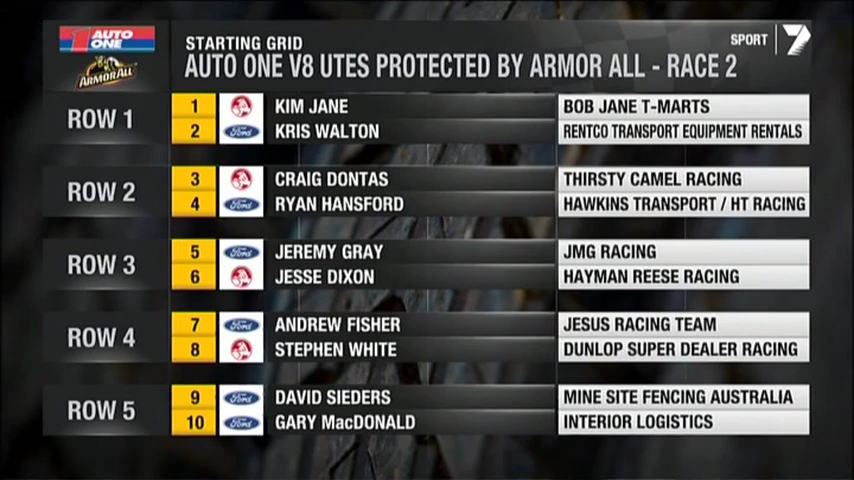 1 AUTO ONE
ARMOR ALL
STARTING GRID
AUTO ONE V8 UTES PROTECTED BY ARMOR ALL - RACE 2
SPORT 7
ROW 1
1 KIM JANE BOB JANE T-MARTS
2 Ford KRIS WALTON RENTCO TRANSPORT EQUIPMENT RENTALS
ROW 2
3 CRAIG DONTAS THIRSTY CAMEL RACING
4 Ford RYAN HANSFORD HAWKINS TRANSPORT / HT RACING
ROW 3
5 Ford JEREMY GRAY JMG RACING
6 JESSE DIXON HAYMAN REESE RACING
ROW 4
7 Ford ANDREW FISHER JESUS RACING TEAM
8 STEPHEN WHITE DUNLOP SUPER DEALER RACING
ROW 5
9 Ford DAVID SIEDERS MINE SITE FENCING AUSTRALIA
10 Ford GARY MacDONALD INTERIOR LOGISTICS